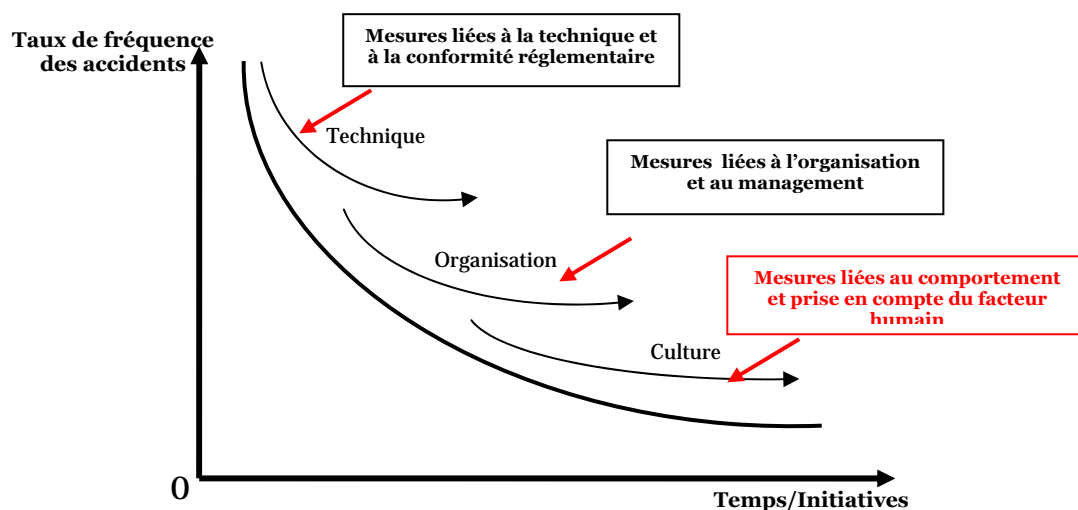 Taux de fréquence
des accidents
Mesures liées à la technique et
à la conformité réglementaire
Technique
Mesures liées à l’organisation
et au management
Organisation
Mesures liées au comportement
et prise en compte du facteur
humain
Culture
0
Temps/Initiatives